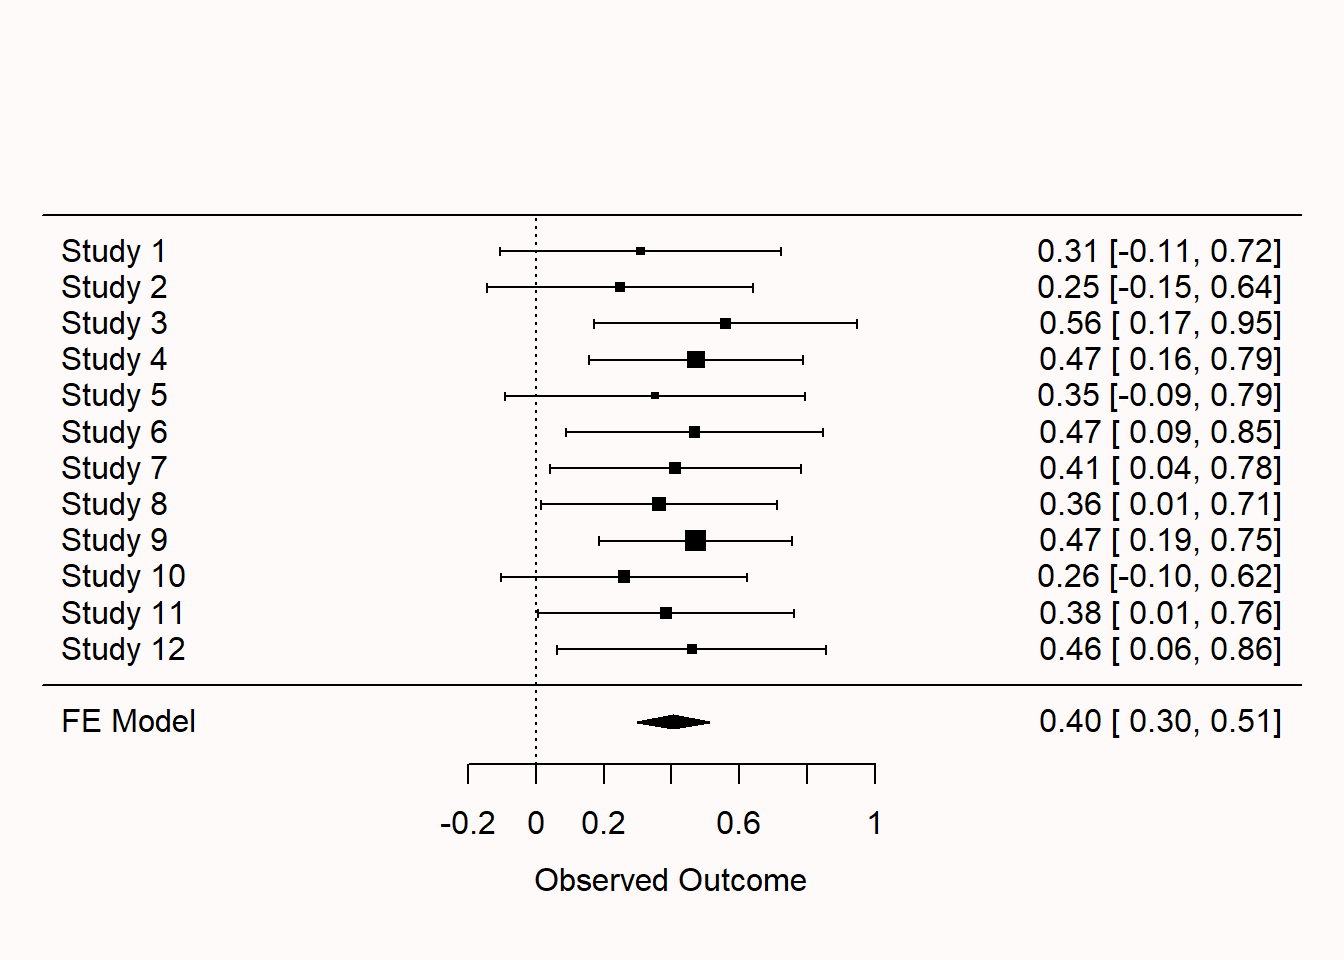 Study 1 0.31 [-0.11, 0.72]
Study 2 0.25 [-0.15, 0.64]
Study 3 0.56 [ 0.17, 0.95]
Study 4 0.47 [ 0.16, 0.79]
Study 5 0.35 [-0.09, 0.79]
Study 6 0.47 [ 0.09, 0.85]
Study 7 0.41 [ 0.04, 0.78]
Study 8 0.36 [ 0.01, 0.71]
Study 9 0.47 [ 0.19, 0.75]
Study 10 0.26 [-0.10, 0.62]
Study 11 0.38 [ 0.01, 0.76]
Study 12 0.46 [ 0.06, 0.86]
FE Model 0.40 [ 0.30, 0.51]
-0.2 0 0.2 0.6 1
Observed Outcome